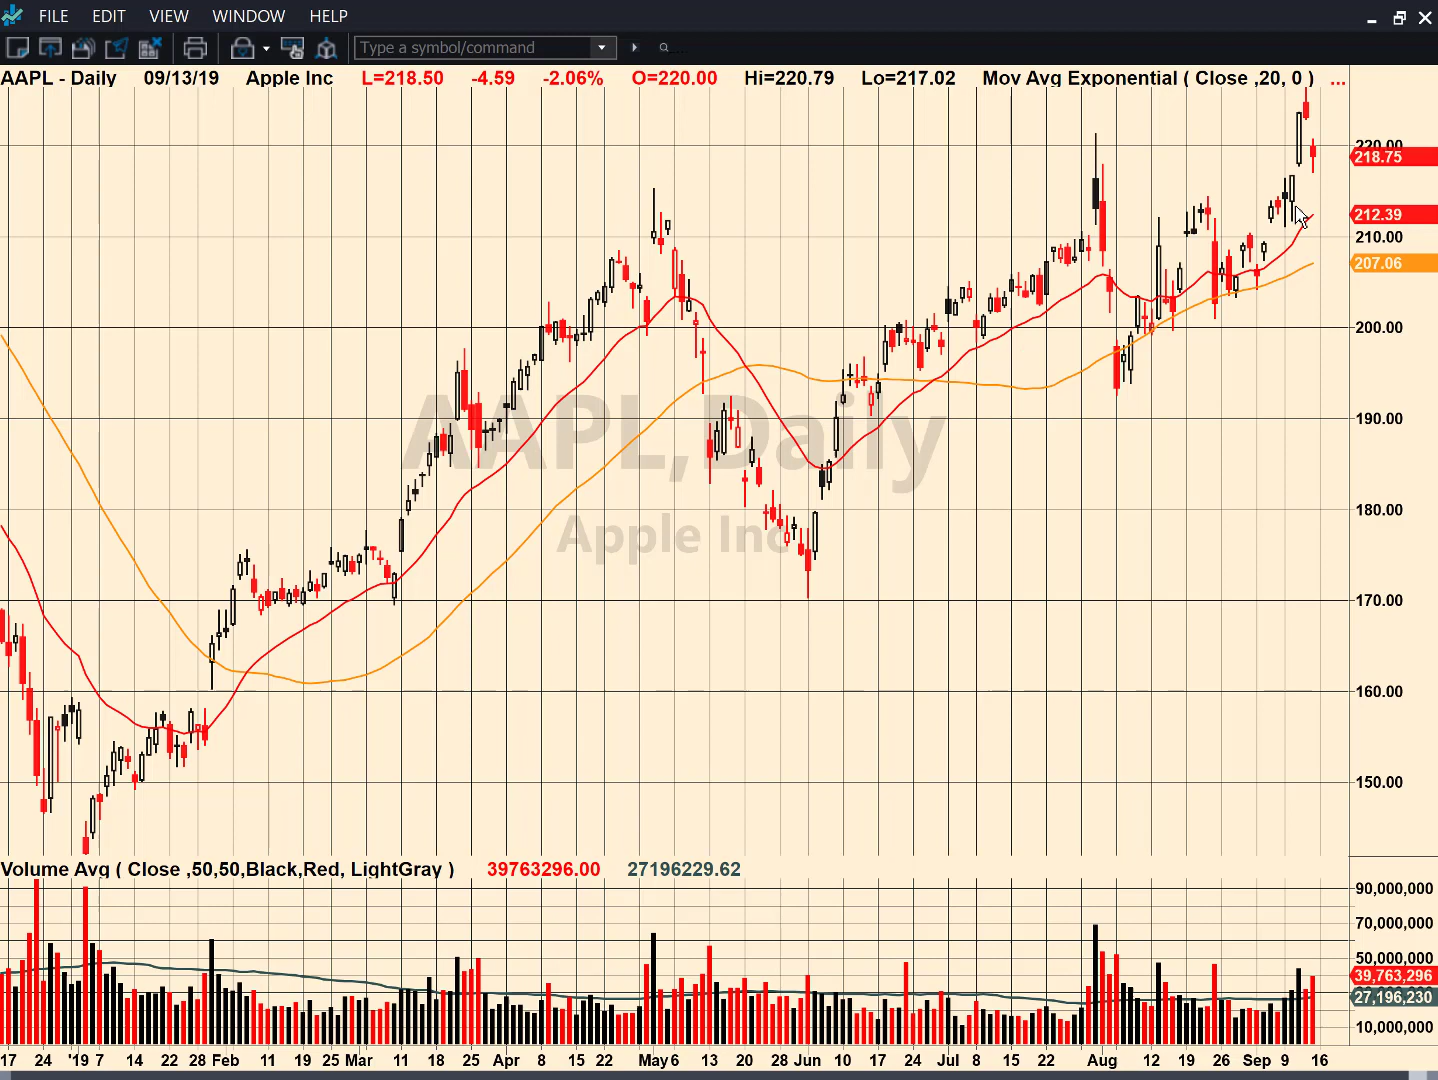 FILE EDIT VIEW WINDOW HELP
Type a symbol/command
AAPL - Daily 09/13/19 Apple Inc L=218.50 -4.59 -2.06% O=220.00 Hi=220.79 Lo=217.02 Mov Avg Exponential ( Close ,20, 0 ) ...
220.00
218.75
212.39
210.00
207.06
200.00
190.00
AAPL,Daily
180.00
Apple Inc
170.00
160.00
150.00
Volume Avg ( Close ,50,50,Black,Red, LightGray ) 39763296.00 27196229.62
90,000,000
70,000,000
50,000,000
39,763,296
27,196,230
10,000,000
17 24 '19 7 14 22 28 Feb 11 19 25 Mar 11 18 25 Apr 8 15 22 May 6 13 20 28 Jun 10 17 24 Jul 8 15 22 Aug 12 19 26 Sep 9 16